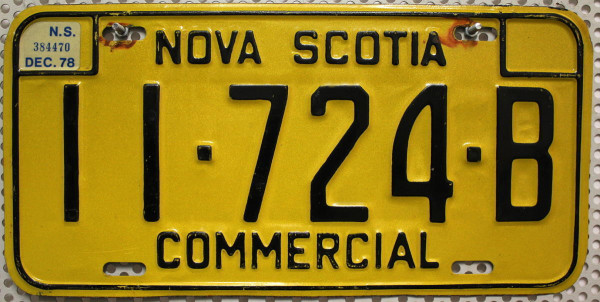 N.S.
384470
DEC. 78
NOVA SCOTIA
11·724·B
COMMERCIAL